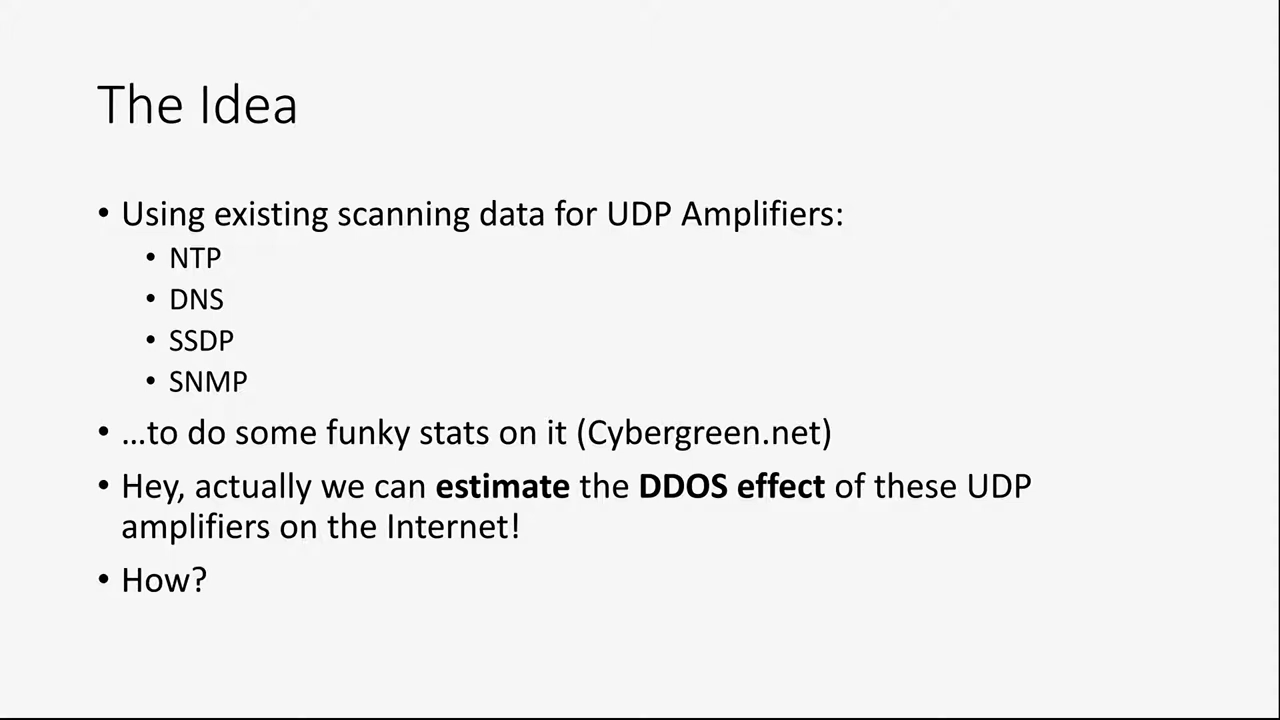 The Idea
• Using existing scanning data for UDP Amplifiers:
• NTP
• DNS
• SSDP
• SNMP
• …to do some funky stats on it (Cybergreen.net)
• Hey, actually we can estimate the DDOS effect of these UDP
amplifiers on the Internet!
• How?